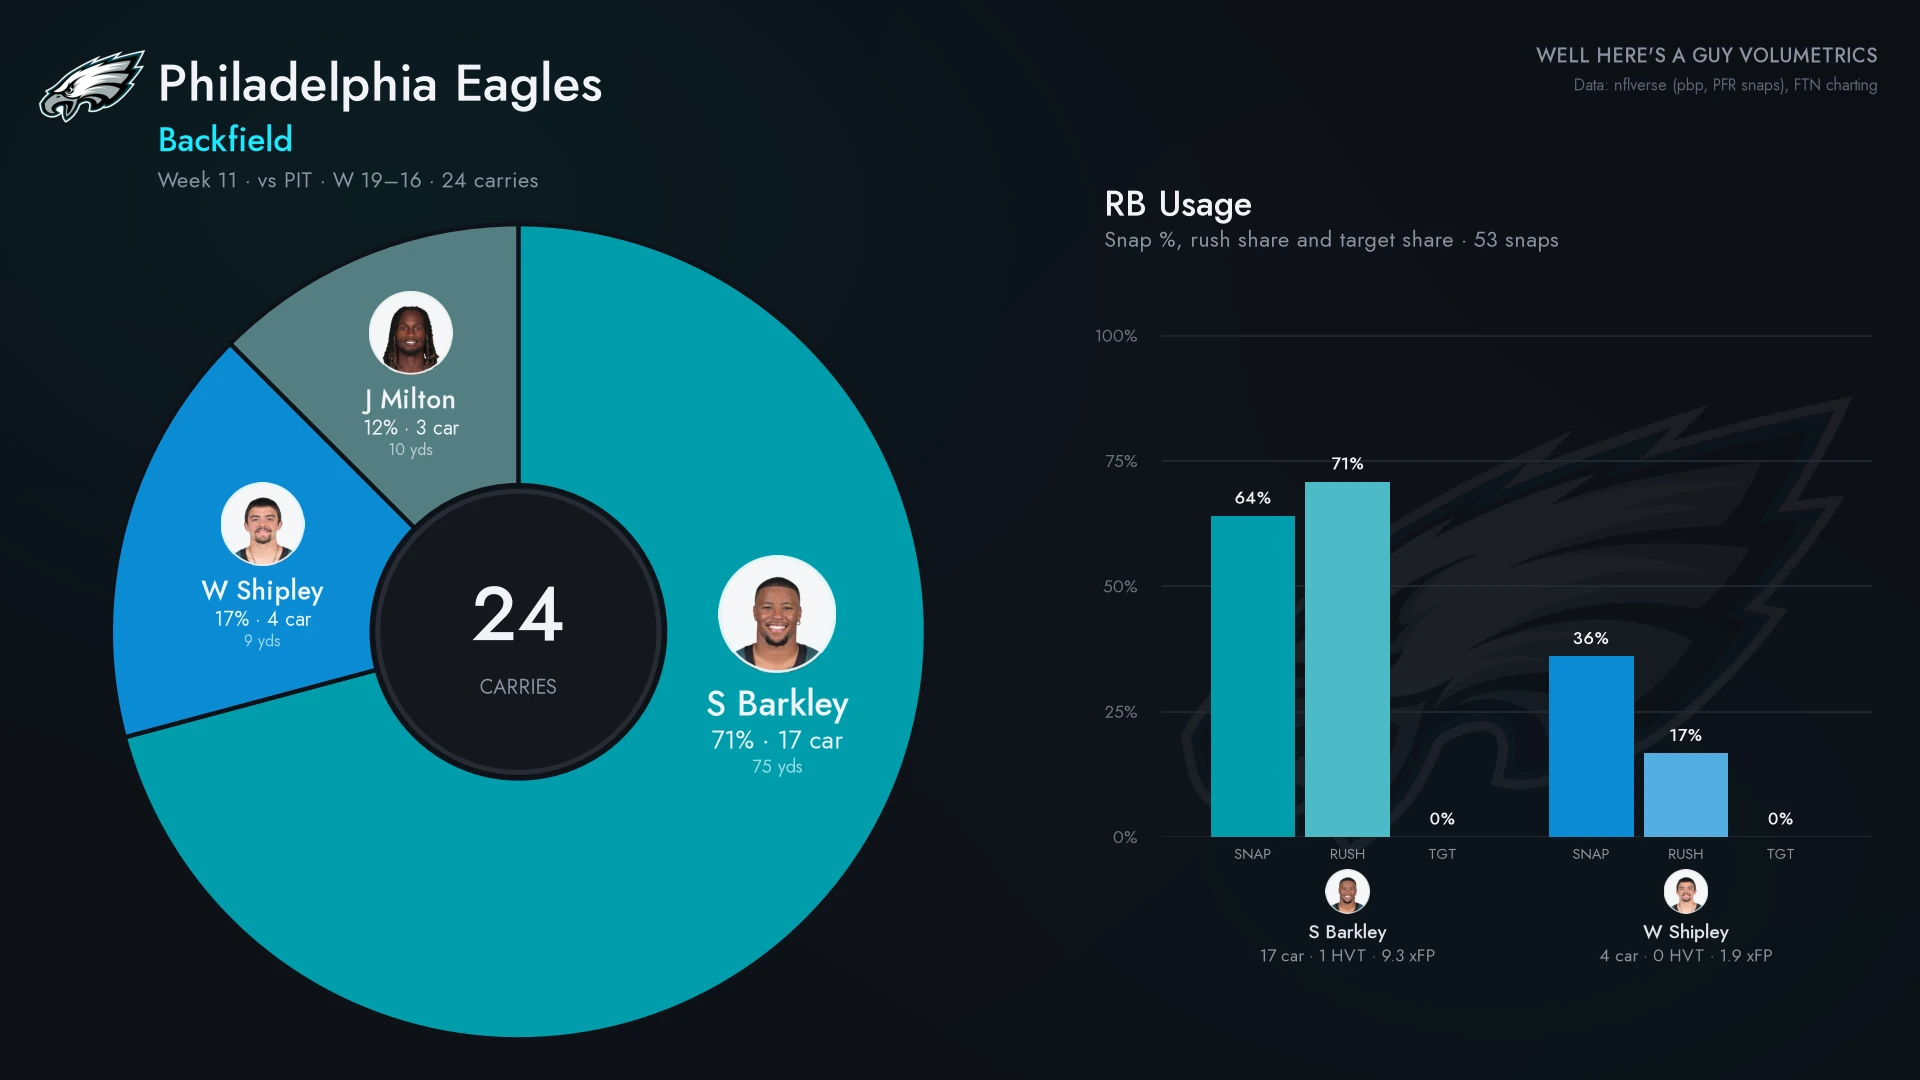 Philadelphia Eagles
Backfield
Week 11 · vs PIT · W 19–16 · 24 carries
WELL HERE'S A GUY VOLUMETRICS
Data: nflverse (pbp, PFR snaps), FTN charting
J Milton
12% · 3 car
10 yds
W Shipley
17% · 4 car
9 yds
24
CARRIES
S Barkley
71% · 17 car
75 yds
RB Usage
Snap %, rush share and target share · 53 snaps
100%
75%
50%
25%
0%
64%
71%
0%
36%
17%
0%
SNAP
RUSH
TGT
SNAP
RUSH
TGT
S Barkley
17 car · 1 HVT · 9.3 xFP
W Shipley
4 car · 0 HVT · 1.9 xFP